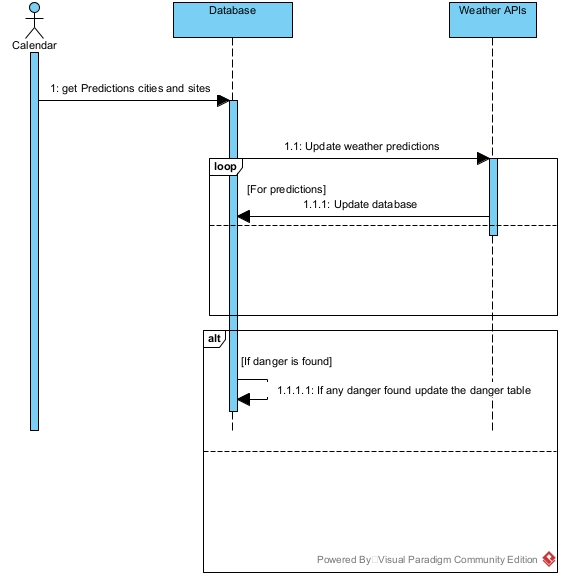 Database
Weather APIs
Calendar
1: get Predictions cities and sites
1.1: Update weather predictions
loop
[For predictions]
1.1.1: Update database
alt
[If danger is found]
1.1.1.1: If any danger found update the danger table
Powered By Visual Paradigm Community Edition